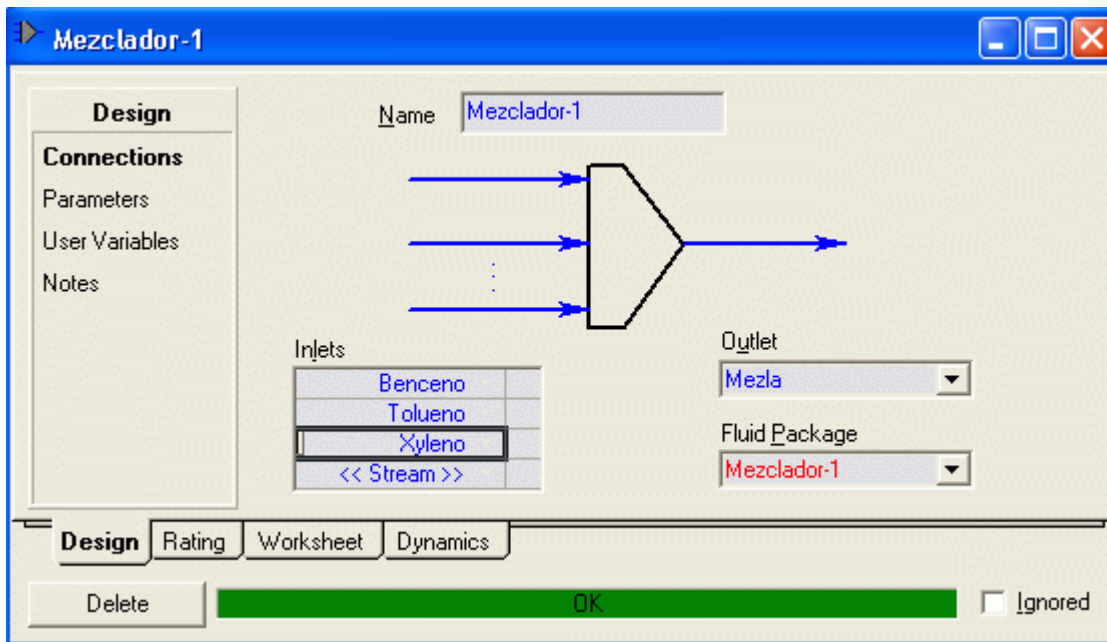 Mezclador-1
Design
Connections
Parameters
User Variables
Notes
Name Mezclador-1
Inlets
Benceno
Tolueno
Xyleno
<< Stream >>
Outlet
Mezla
Fluid Package
Mezclador-1
Design Rating Worksheet Dynamics
Delete OK Ignored